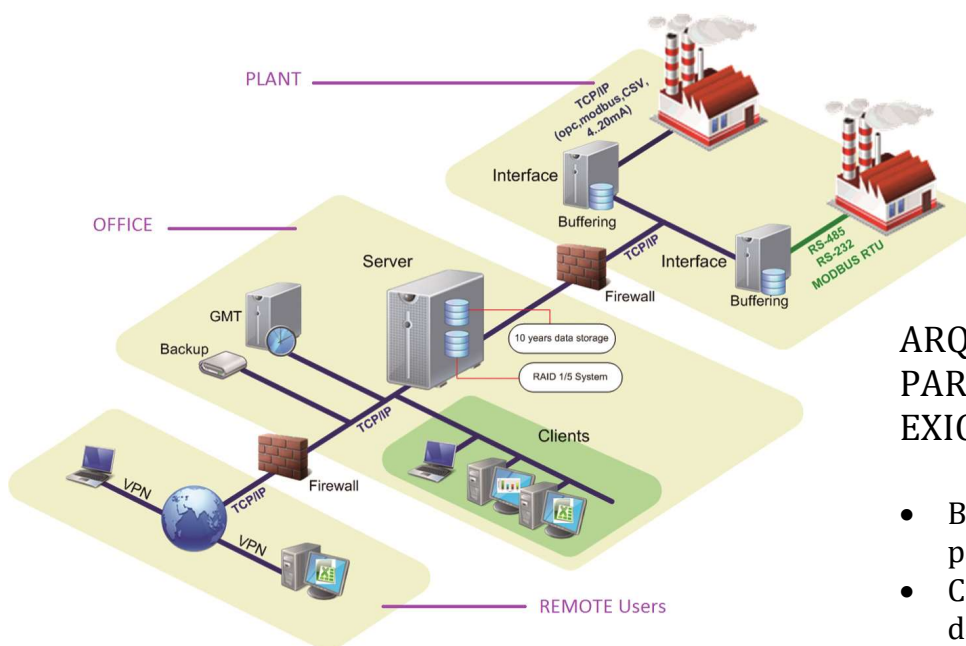 PLANT
TCP/IP
(opc,modbus,CSV,
4..20mA)
Interface
Buffering
OFFICE
TCP/IP
Interface
RS-485
RS-232
MODBUS RTU
Buffering
Server
Firewall
GMT
10 years data storage
Backup
RAID 1/5 System
TCP/IP
Clients
Firewall
TCP/IP
VPN
VPN
REMOTE Users
ARQ
PAR
• B
p
• C
d